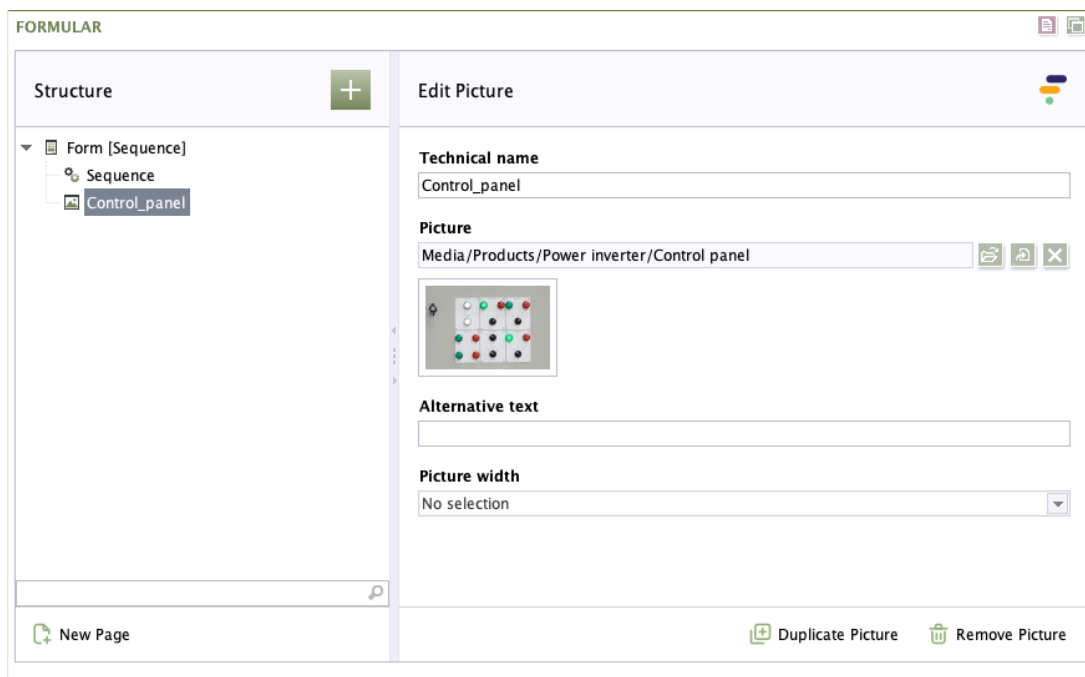 FORMULAR
Structure
Edit Picture
Form [Sequence]
Sequence
Control_panel
Technical name
Control_panel
Picture
Media/Products/Power inverter/Control panel
Alternative text
Picture width
No selection
New Page
Duplicate Picture
Remove Picture